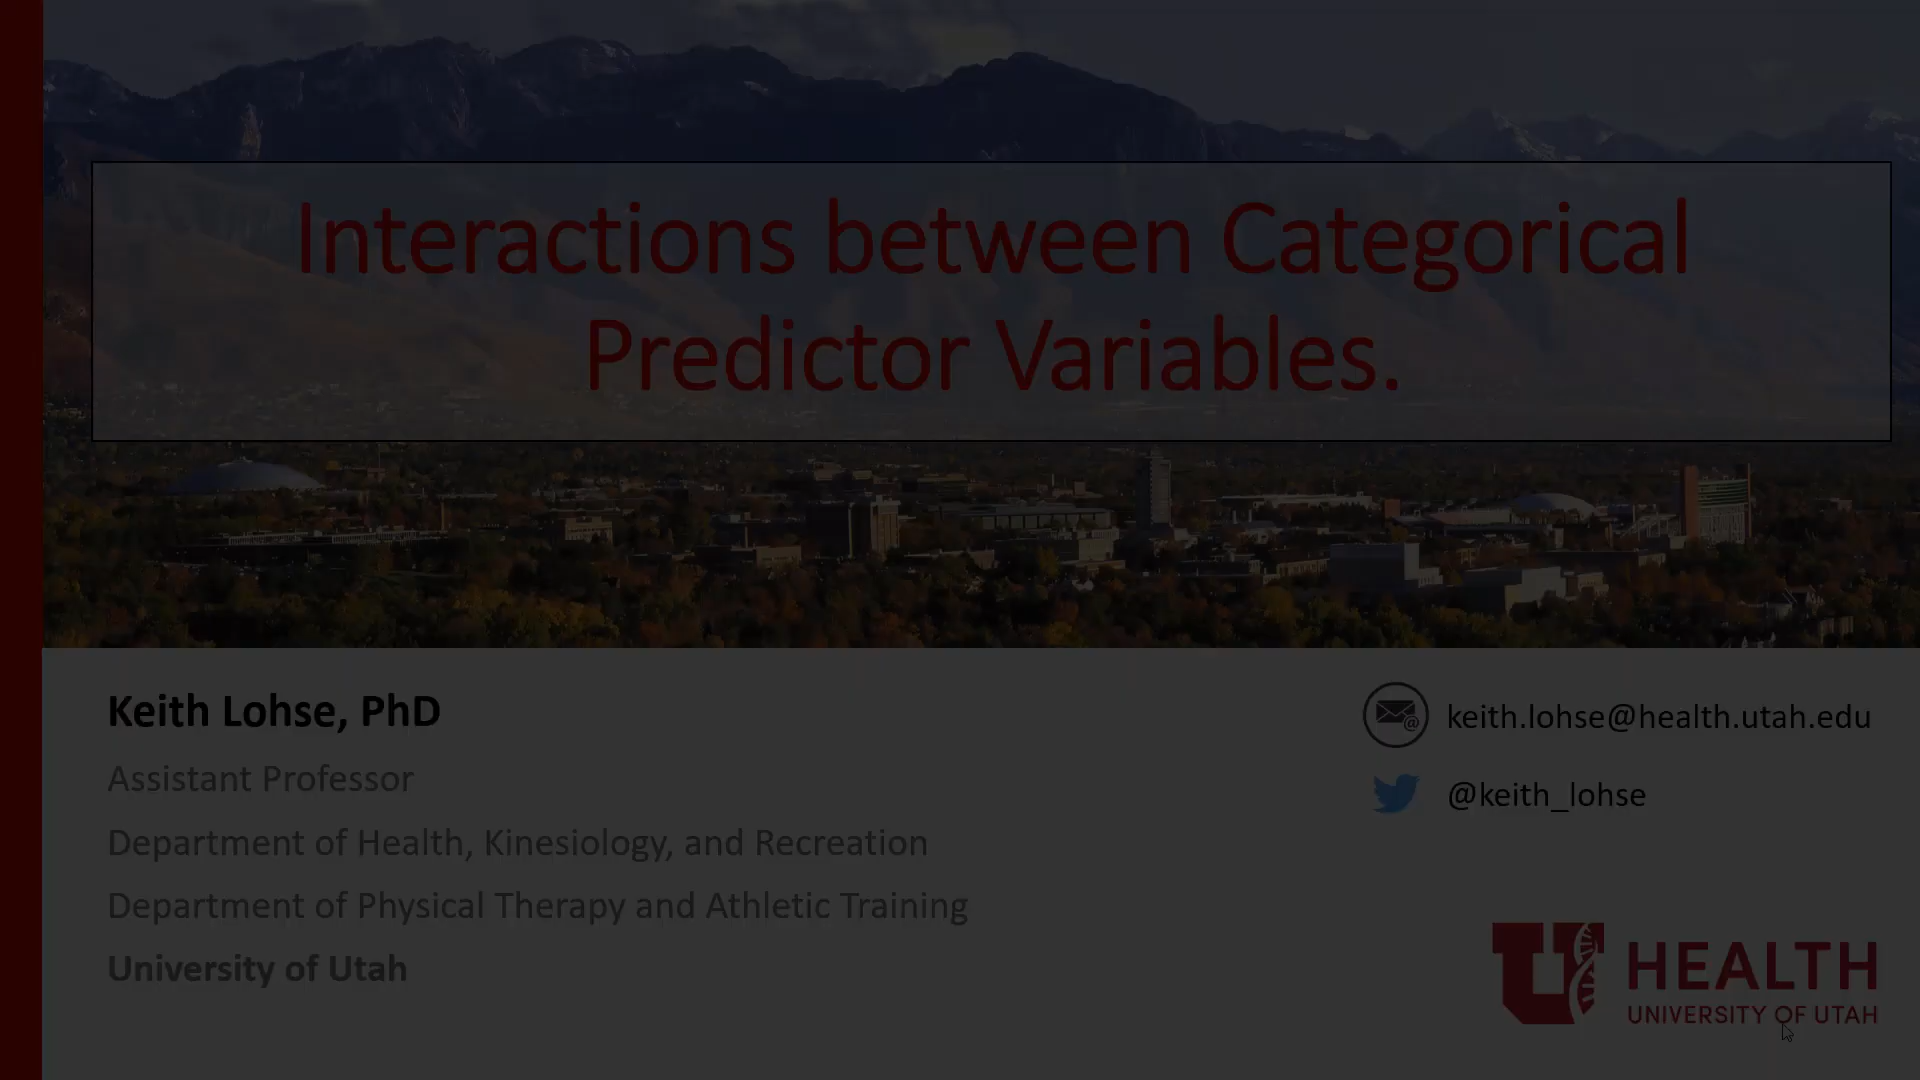 Interactions between Categorical
Predictor Variables.
Keith Lohse, PhD
Assistant Professor
Department of Health, Kinesiology, and Recreation
Department of Physical Therapy and Athletic Training
University of Utah
keith.lohse@health.utah.edu
@keith_lohse
U HEALTH
UNIVERSITY OF UTAH